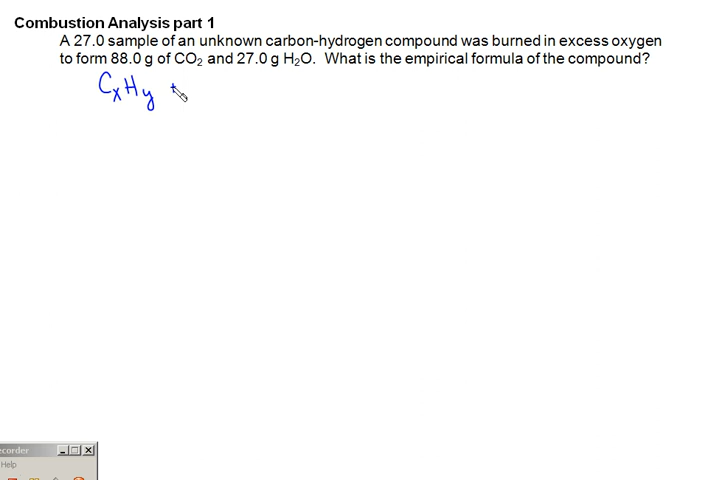 Combustion Analysis part 1
A 27.0 sample of an unknown carbon-hydrogen compound was burned in excess oxygen
to form 88.0 g of CO₂ and 27.0 g H₂O. What is the empirical formula of the compound?
CxHy +
ecorder
Help